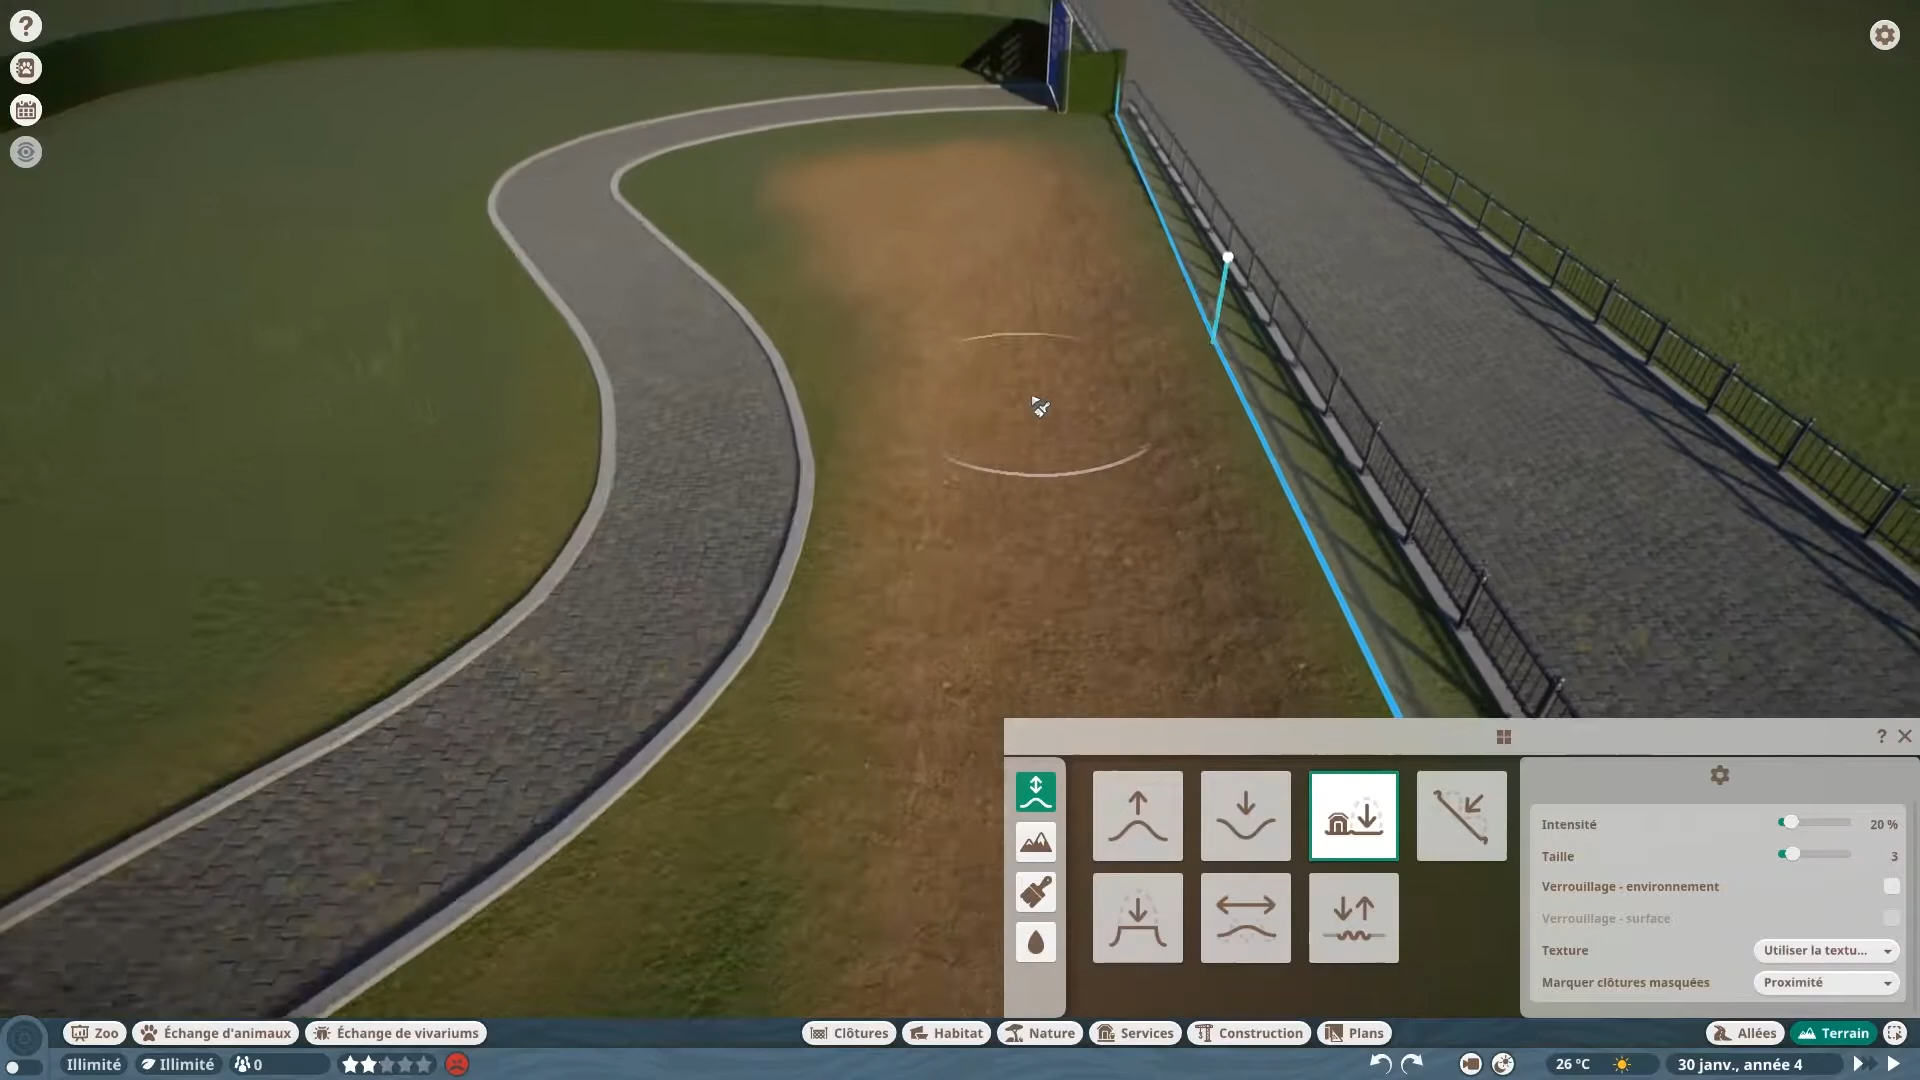 ?
?
Intensité 20 %
Taille 3
Verrouillage - environnement
Verrouillage - surface
Texture Utiliser la textu...
Marquer clôtures masquées Proximité
Zoo Échange d'animaux Échange de vivariums Clôtures Habitat Nature Services Construction Plans Allées Terrain
Illimité Illimité 0 26 °C 30 janv., année 4